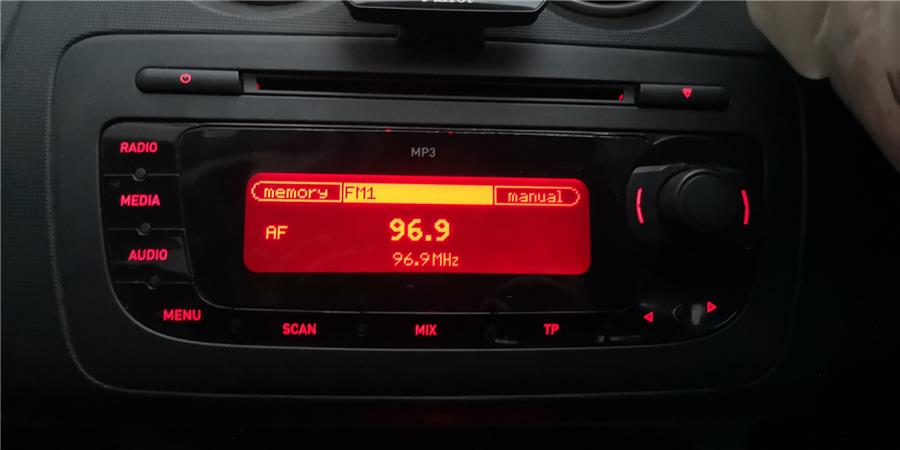 MP3
RADIO
MEDIA
AUDIO
MENU
memory FM1 manual
AF 96.9
96.9MHz
SCAN MIX TP